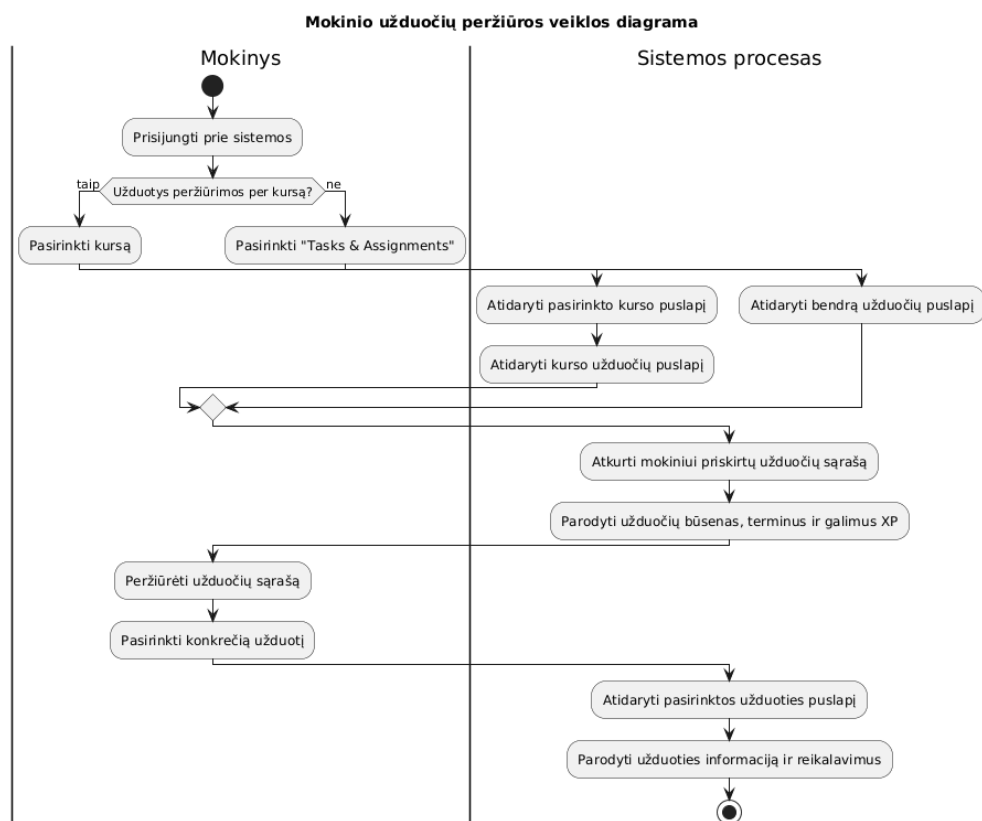 Mokinio užduočių peržiūros veiklos diagrama
Mokinys
Sistemos procesas
Prisijungti prie sistemos
taip
Užduotys peržiūrimos per kursą?
ne
Pasirinkti kursą
Pasirinkti "Tasks & Assignments"
Atidaryti pasirinkto kurso puslapį
Atidaryti bendrą užduočių puslapį
Atidaryti kurso užduočių puslapį
Atkurti mokiniui priskirtų užduočių sąrašą
Parodyti užduočių būsenas, terminus ir galimus XP
Peržiūrėti užduočių sąrašą
Pasirinkti konkrečią užduotį
Atidaryti pasirinktos užduoties puslapį
Parodyti užduoties informaciją ir reikalavimus